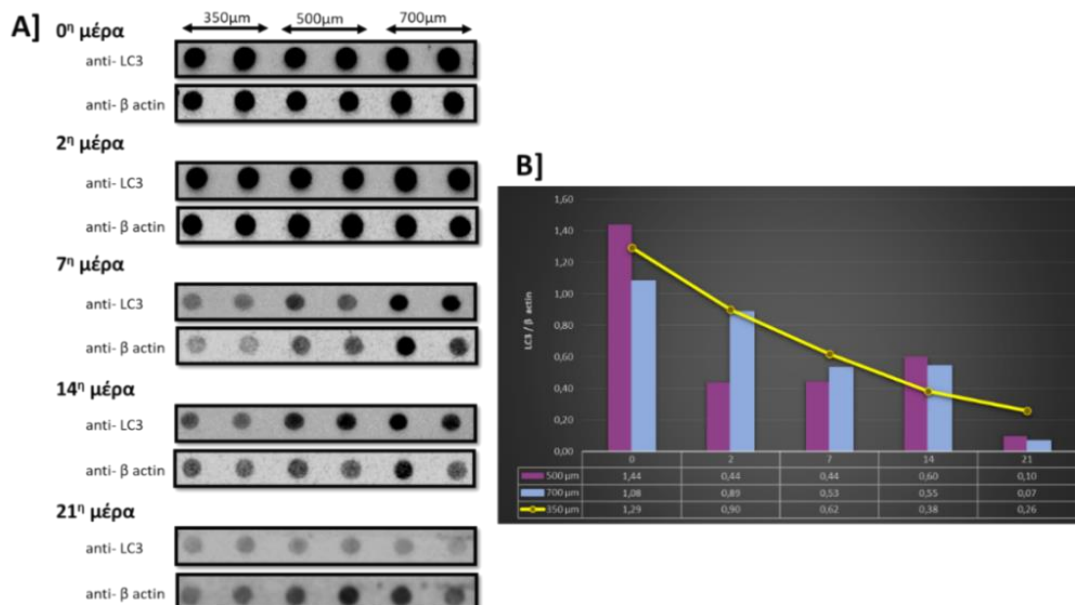 A]
350μm 500μm 700μm
0η μέρα
anti- LC3
anti- β actin
2η μέρα
anti- LC3
anti- β actin
7η μέρα
anti- LC3
anti- β actin
14η μέρα
anti- LC3
anti- β actin
21η μέρα
anti- LC3
anti- β actin
B]
LC3 / β actin
1,60
1,40
1,20
1,00
0,80
0,60
0,40
0,20
0,00
0 2 7 14 21
500 μm 1,44 0,44 0,44 0,60 0,10
700 μm 1,08 0,89 0,53 0,55 0,07
350 μm 1,29 0,90 0,62 0,38 0,26